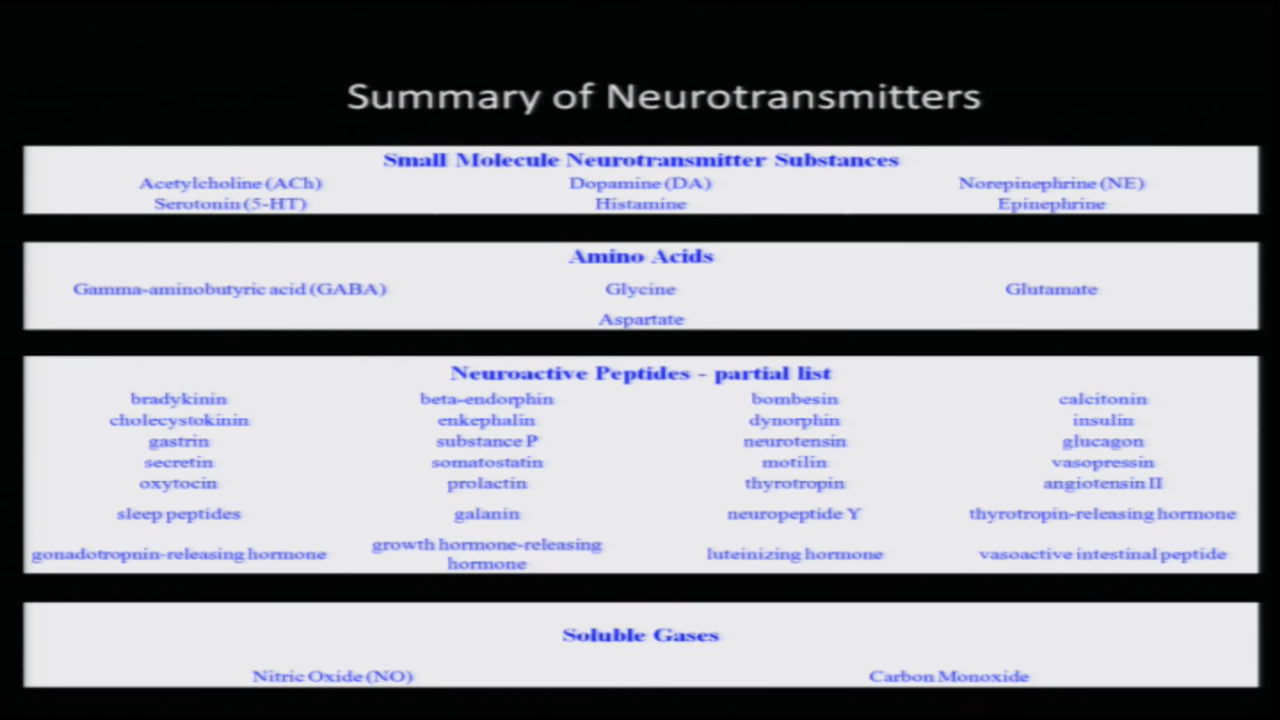 Summary of Neurotransmitters
Small Molecule Neurotransmitter Substances
Acetylcholine (ACh) Dopamine (DA) Norepinephrine (NE)
Serotonin (5-HT) Histamine Epinephrine
Amino Acids
Gamma-aminobutyric acid (GABA) Glycine Glutamate
Aspartate
Neuroactive Peptides - partial list
bradykinin beta-endorphin bombesin calcitonin
cholecystokinin enkephalin dynorphin insulin
gastrin substance P neurotensin glucagon
secretin somatostatin motilin vasopressin
oxytocin prolactin thyrotropin angiotensin II
sleep peptides galanin neuropeptide Y thyrotropin-releasing hormone
gonadotropnin-releasing hormone growth hormone-releasing hormone luteinizing hormone vasoactive intestinal peptide
Soluble Gases
Nitric Oxide (NO) Carbon Monoxide